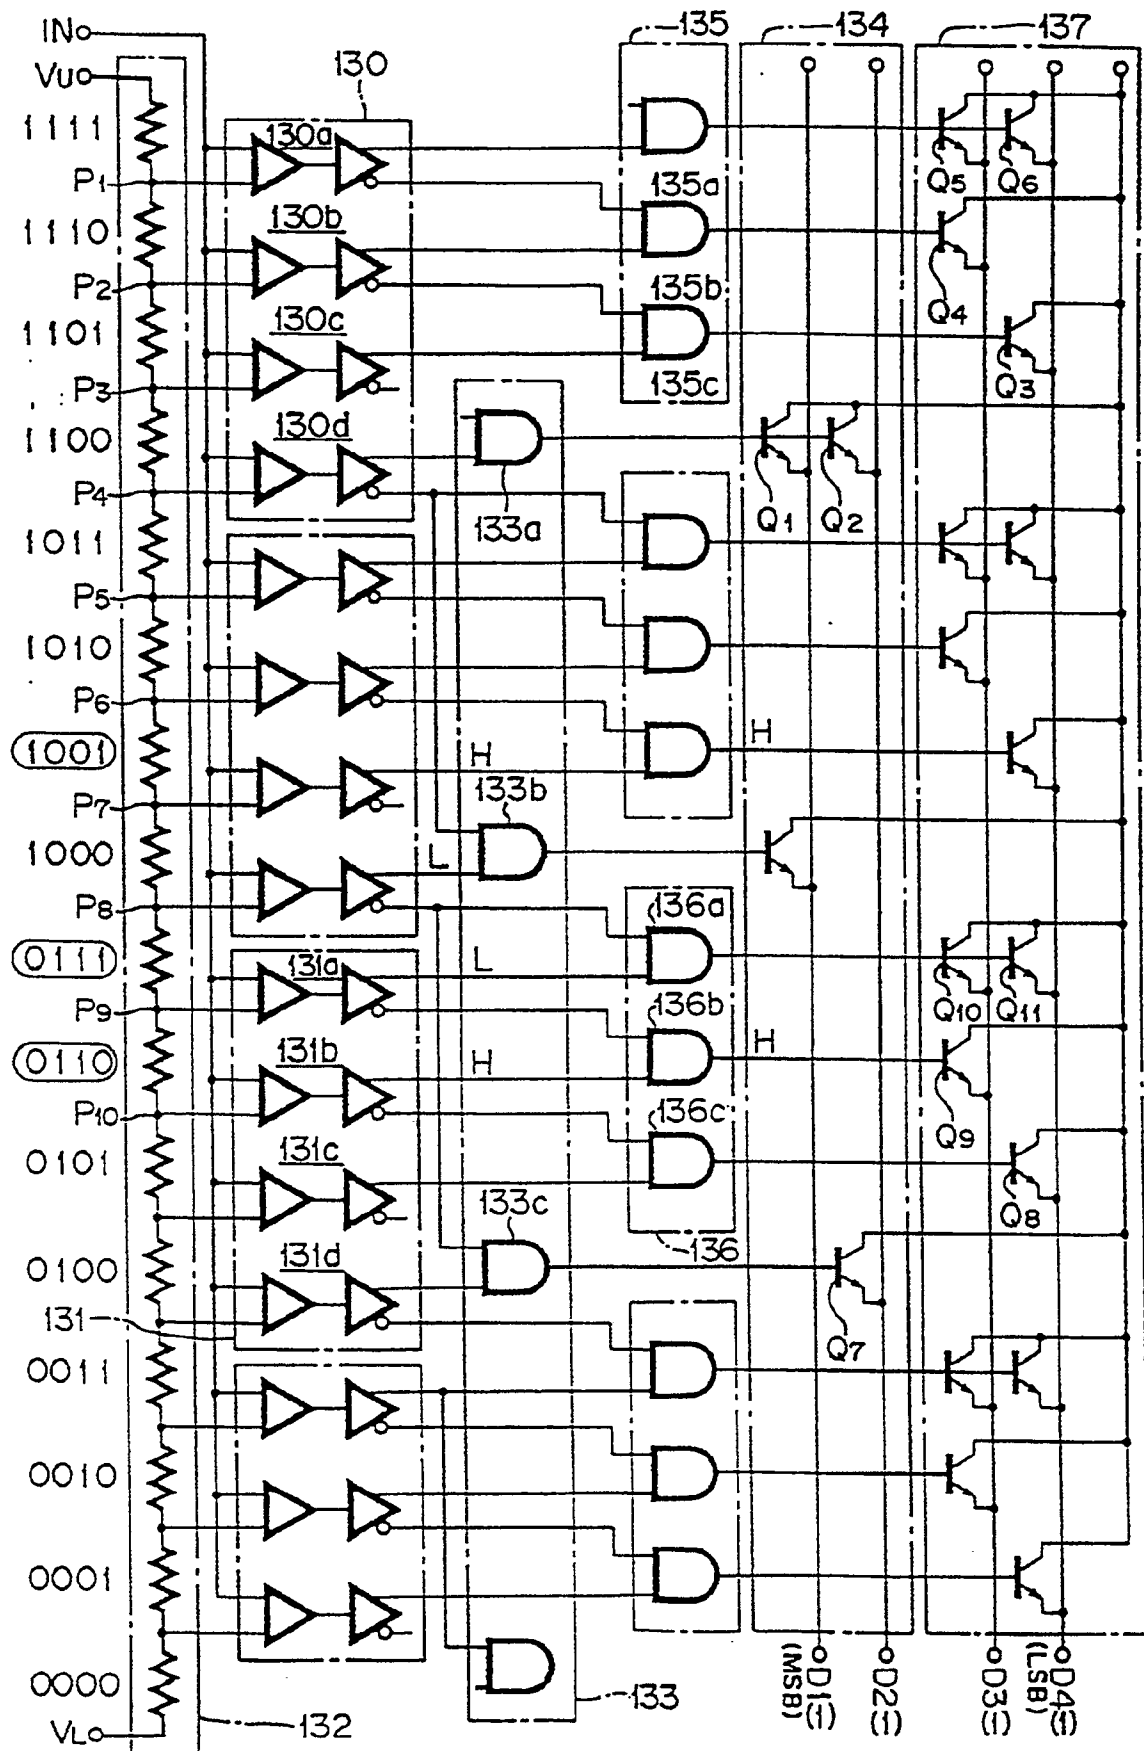 IN
VU
1111
P1
1110
P2
1101
P3
1100
P4
1011
P5
1010
P6
1001
P7
1000
P8
0111
P9
0110
P10
0101
0100
131
0011
0010
0001
0000
VL
132
130
130a
130b
130c
130d
131a
131b
131c
131d
133a
133b
133c
133
H
L
L
H
135
135a
135b
135c
H
136a
136b
H
136c
136
134
Q1
Q2
Q7
137
Q5
Q6
Q4
Q3
Q10
Q11
Q9
Q8
D1(-)
(MSB)
D2(-)
D3(-)
D4(-)
(LSB)